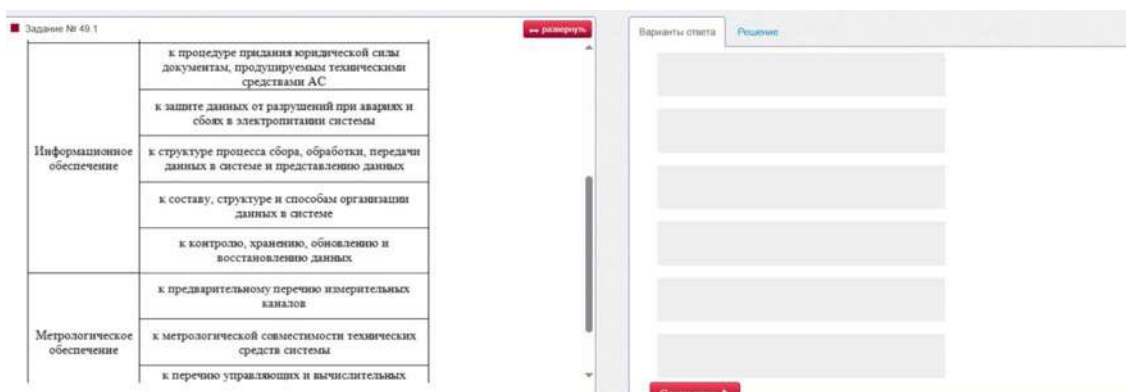 Задание № 49.1
развернуть
Варианты ответа
Решение
к процедуре придания юридической силы
документам, продуцируемым техническими
средствами АС
к защите данных от разрушений при авариях и
сбоях в электропитании системы
Информационное
обеспечение
к структуре процесса сбора, обработки, передачи
данных в системе и представлению данных
к составу, структуре и способам организации
данных в системе
к контролю, хранению, обновлению и
восстановлению данных
к предварительному перечню измерительных
каналов
Метрологическое
обеспечение
к метрологической совместимости технических
средств системы
к перечню управляющих и вычислительных